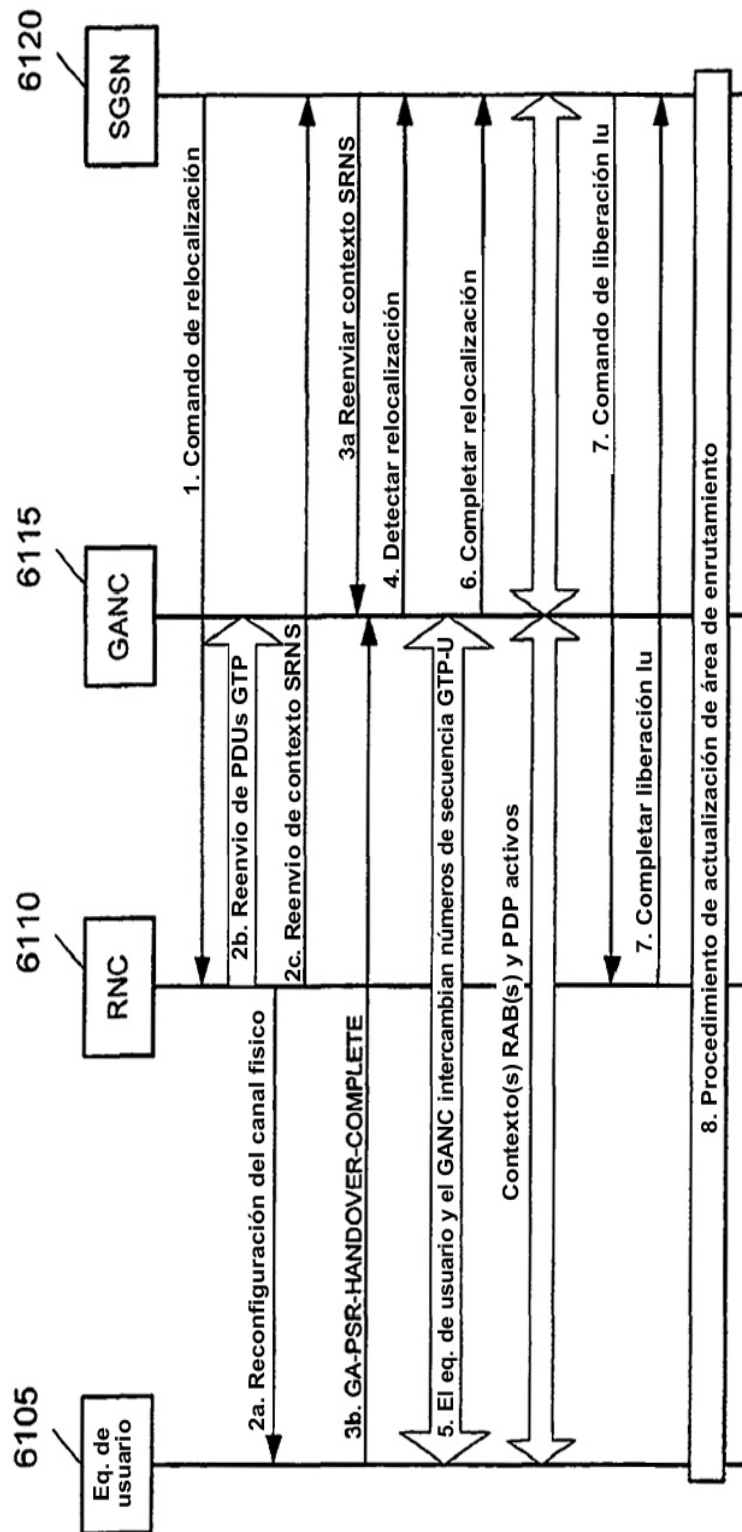 6105
Eq. de
usuario
6110
RNC
6115
GANC
6120
SGSN
1. Comando de relocalización
2a. Reconfiguración del canal fisico
2b. Reenvio de PDUs GTP
2c. Reenvio de contexto SRNS
3a Reenviar contexto SRNS
3b. GA-PSR-HANDOVER-COMPLETE
4. Detectar relocalización
5. El eq. de usuario y el GANC intercambian números de secuencia GTP-U
6. Completar relocalización
Contexto(s) RAB(s) y PDP activos
7. Comando de liberación Iu
7. Completar liberación Iu
8. Procedimiento de actualización de área de enrutamiento